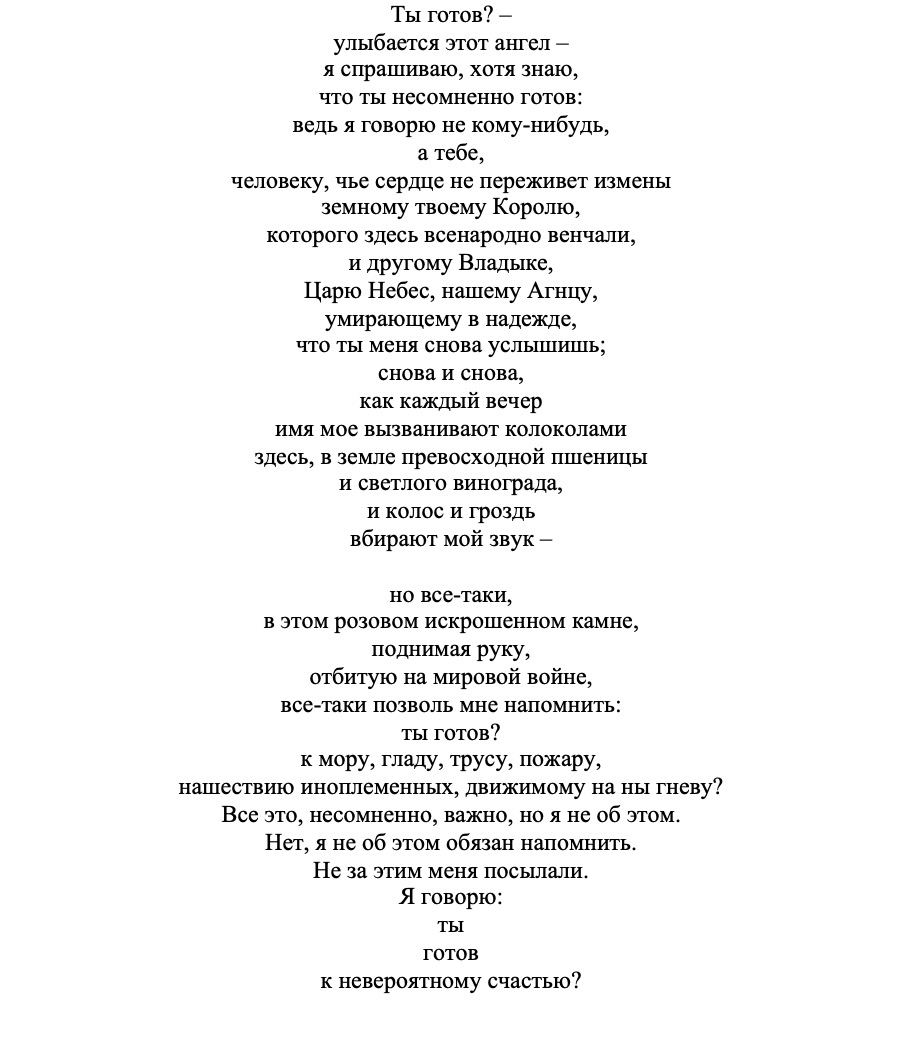 Ты готов? –
улыбается этот ангел –
я спрашиваю, хотя знаю,
что ты несомненно готов:
ведь я говорю не кому-нибудь,
а тебе,
человеку, чье сердце не переживет измены
земному твоему Королю,
которого здесь всенародно венчали,
и другому Владыке,
Царю Небес, нашему Агнцу,
умирающему в надежде,
что ты меня снова услышишь;
снова и снова,
как каждый вечер
имя мое вызванивают колоколами
здесь, в земле превосходной пшеницы
и светлого винограда,
и колос и гроздь
вбирают мой звук –

но все-таки,
в этом розовом искрошенном камне,
поднимая руку,
отбитую на мировой войне,
все-таки позволь мне напомнить:
ты готов?
к мору, гладу, трусу, пожару,
нашествию иноплеменных, движимому на ны гневу?
Все это, несомненно, важно, но я не об этом.
Нет, я не об этом обязан напомнить.
Не за этим меня посылали.
Я говорю:
ты
готов
к невероятному счастью?